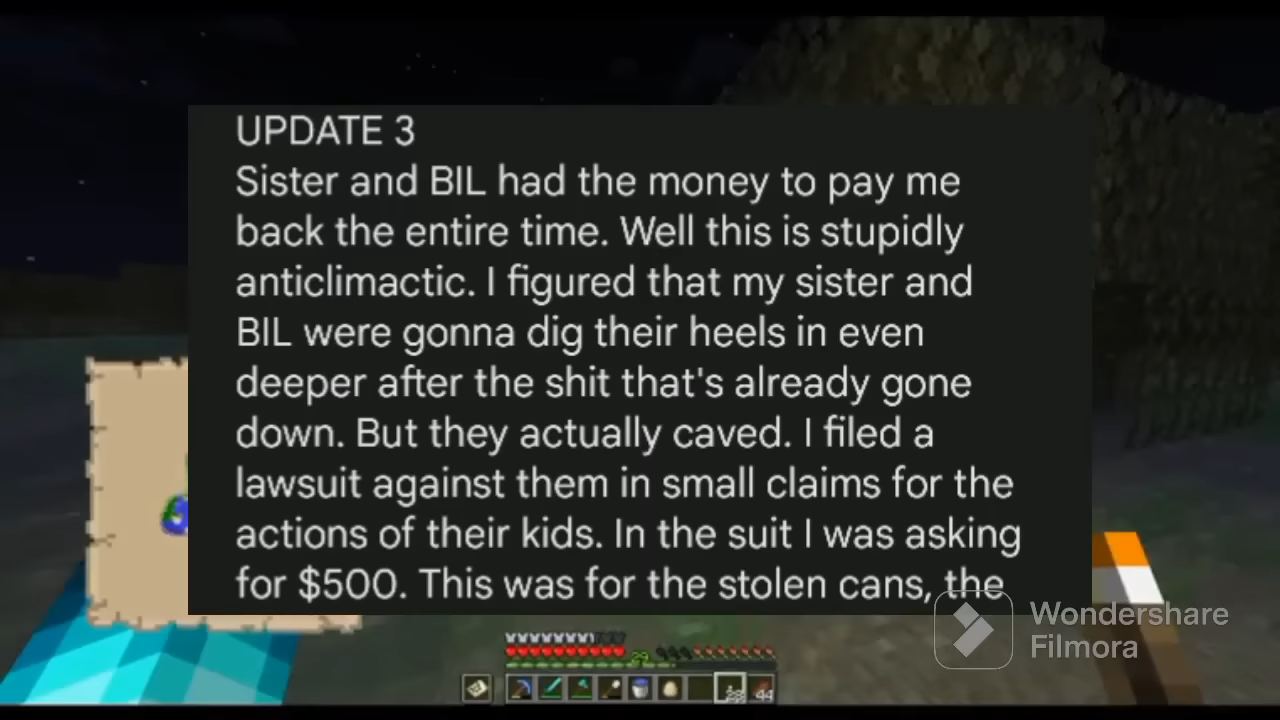 UPDATE 3
Sister and BIL had the money to pay me
back the entire time. Well this is stupidly
anticlimactic. I figured that my sister and
BIL were gonna dig their heels in even
deeper after the shit that's already gone
down. But they actually caved. I filed a
lawsuit against them in small claims for the
actions of their kids. In the suit I was asking
for $500. This was for the stolen cans, the
Wondershare
Filmora
29
28
44